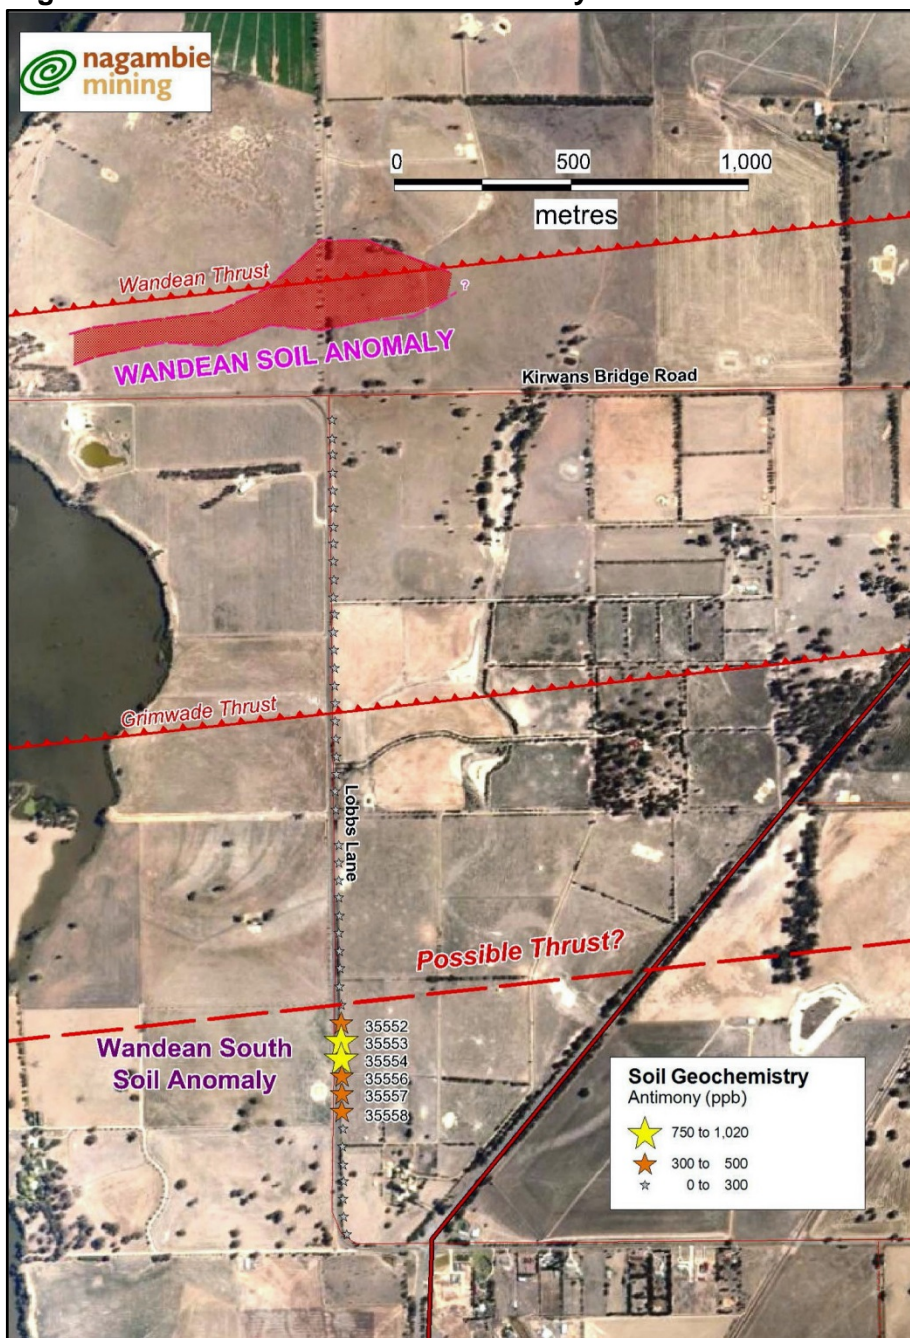 nagambie
mining
0 500 1,000
metres
Wandean Thrust
?
WANDEAN SOIL ANOMALY
Kirwans Bridge Road
Grimwade Thrust
Lobbs Lane
Possible Thrust?
Wandean South
Soil Anomaly
35552
35553
35554
35556
35557
35558
Soil Geochemistry
Antimony (ppb)
750 to 1,020
300 to 500
0 to 300